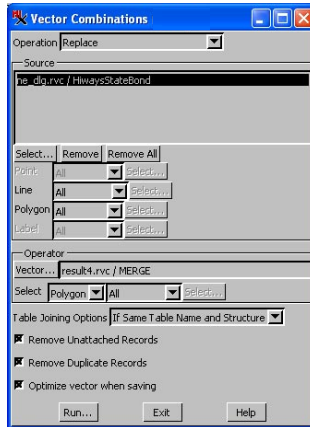 Vector Combinations
Operation Replace
Source
ne_dlg.rvc / HiwaysStateBond
Select... Remove Remove All
Point All Select...
Line All Select...
Polygon All Select...
Label All Select...
Operator
Vector... result4.rvc / MERGE
Select Polygon All Select...
Table Joining Options If Same Table Name and Structure
Remove Unattached Records
Remove Duplicate Records
Optimize vector when saving
Run... Exit Help